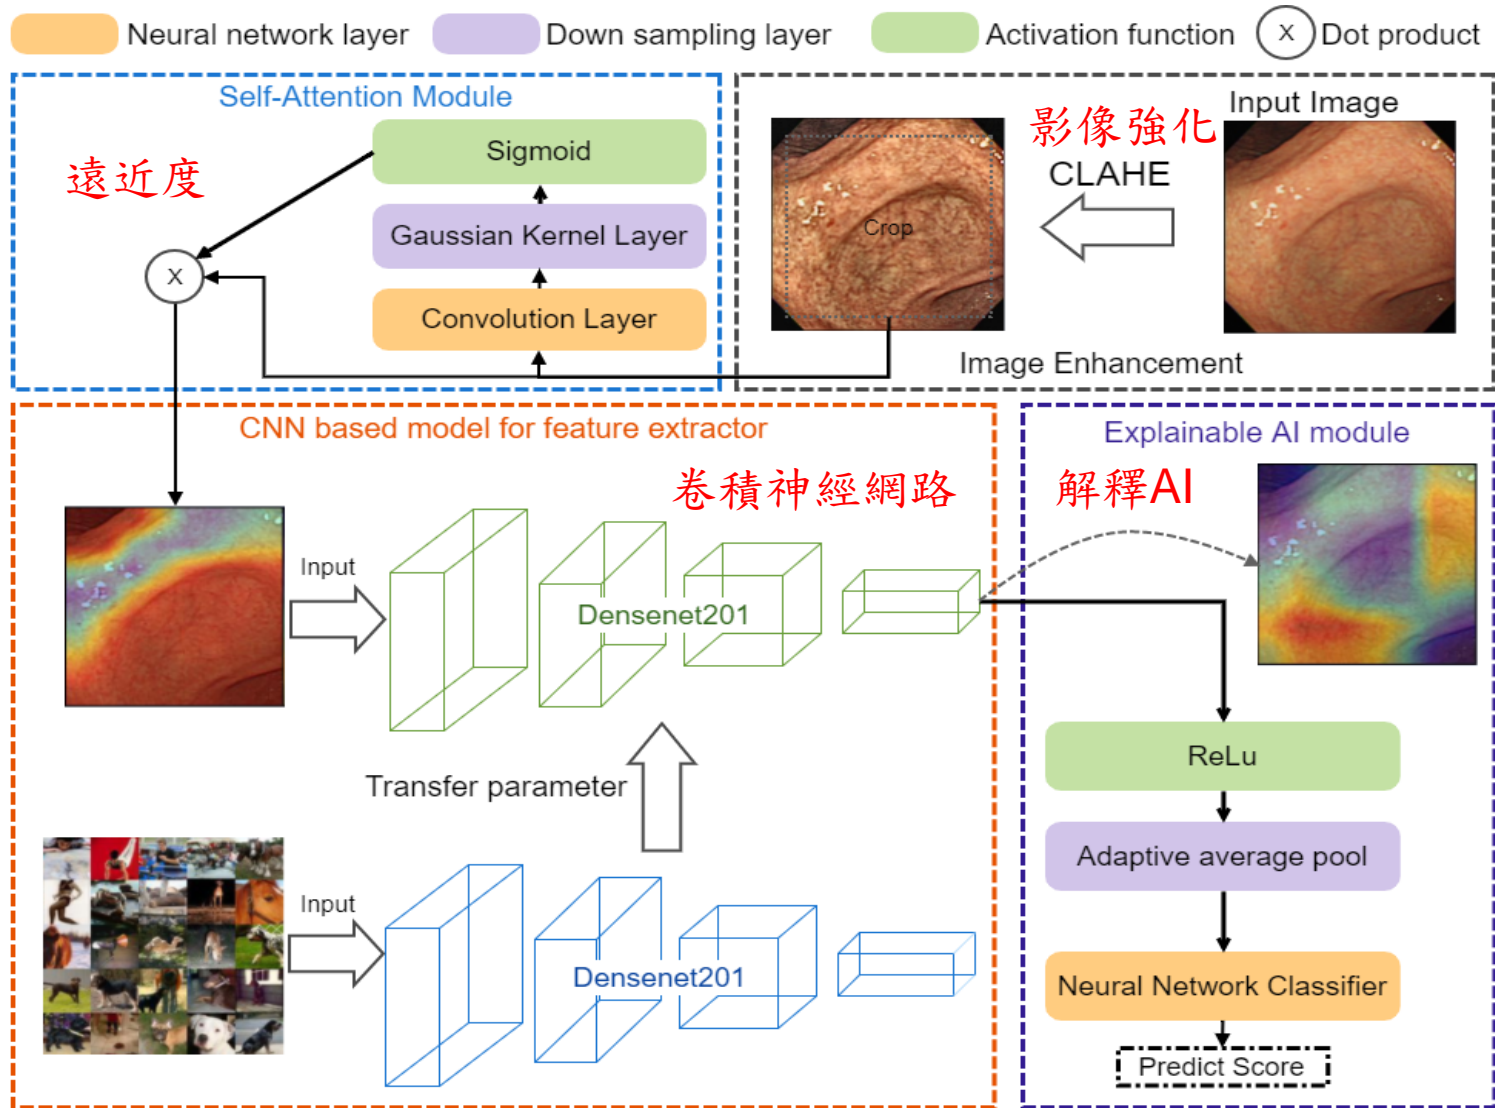 Neural network layer
Down sampling layer
Activation function
X
Dot product
Self-Attention Module
Sigmoid
遠近度
Gaussian Kernel Layer
X
Convolution Layer
Input Image
影像強化
CLAHE
Crop
Image Enhancement
CNN based model for feature extractor
卷積神經網路
Input
Densenet201
Transfer parameter
Input
Densenet201
Explainable AI module
解釋AI
ReLu
Adaptive average pool
Neural Network Classifier
Predict Score